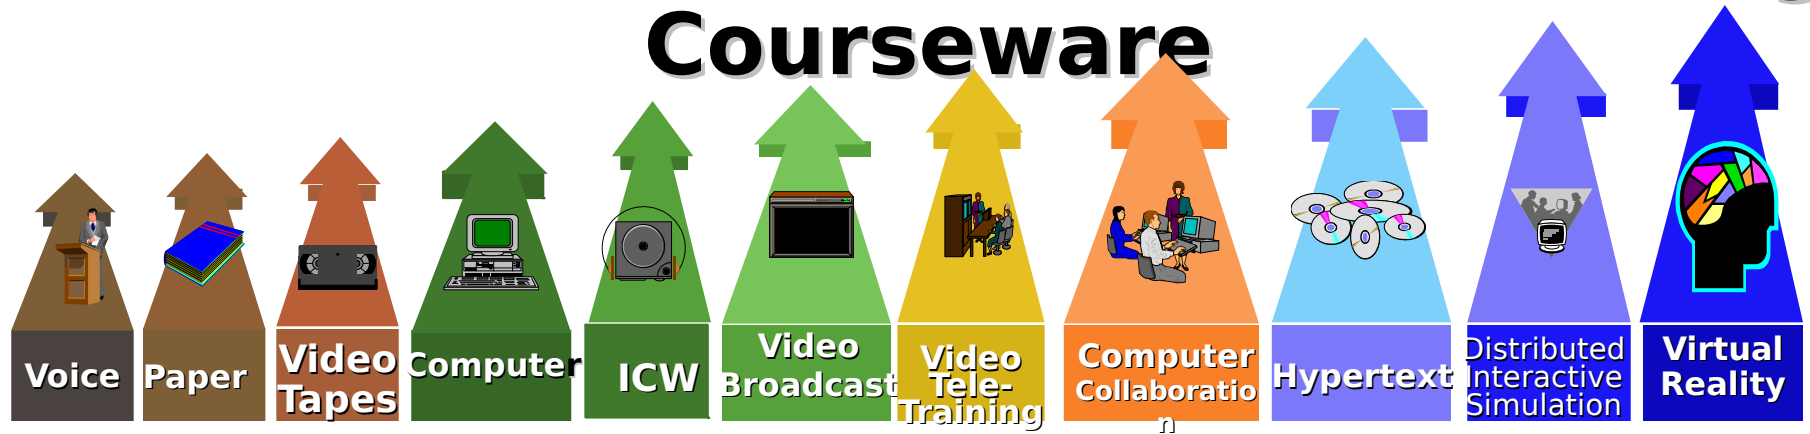 Courseware
Voice
Paper
Video
Tapes
Computer
ICW
Video
Broadcast
Video
Tele-
Training
Computer
Collaboratio
n
Hypertext
Distributed
Interactive
Simulation
Virtual
Reality